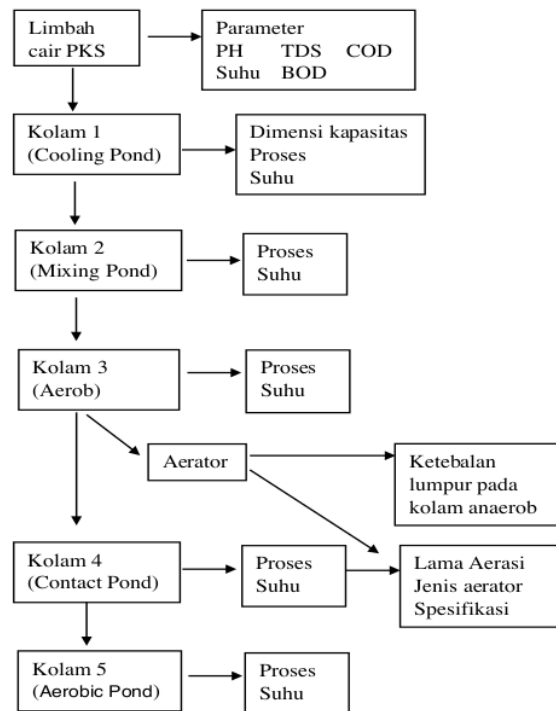 Limbah
cair PKS
Parameter
PH TDS COD
Suhu BOD
Kolam 1
(Cooling Pond)
Dimensi kapasitas
Proses
Suhu
Kolam 2
(Mixing Pond)
Proses
Suhu
Kolam 3
(Aerob)
Proses
Suhu
Aerator
Ketebalan
lumpur pada
kolam anaerob
Kolam 4
(Contact Pond)
Proses
Suhu
Lama Aerasi
Jenis aerator
Spesifikasi
Kolam 5
(Aerobic Pond)
Proses
Suhu